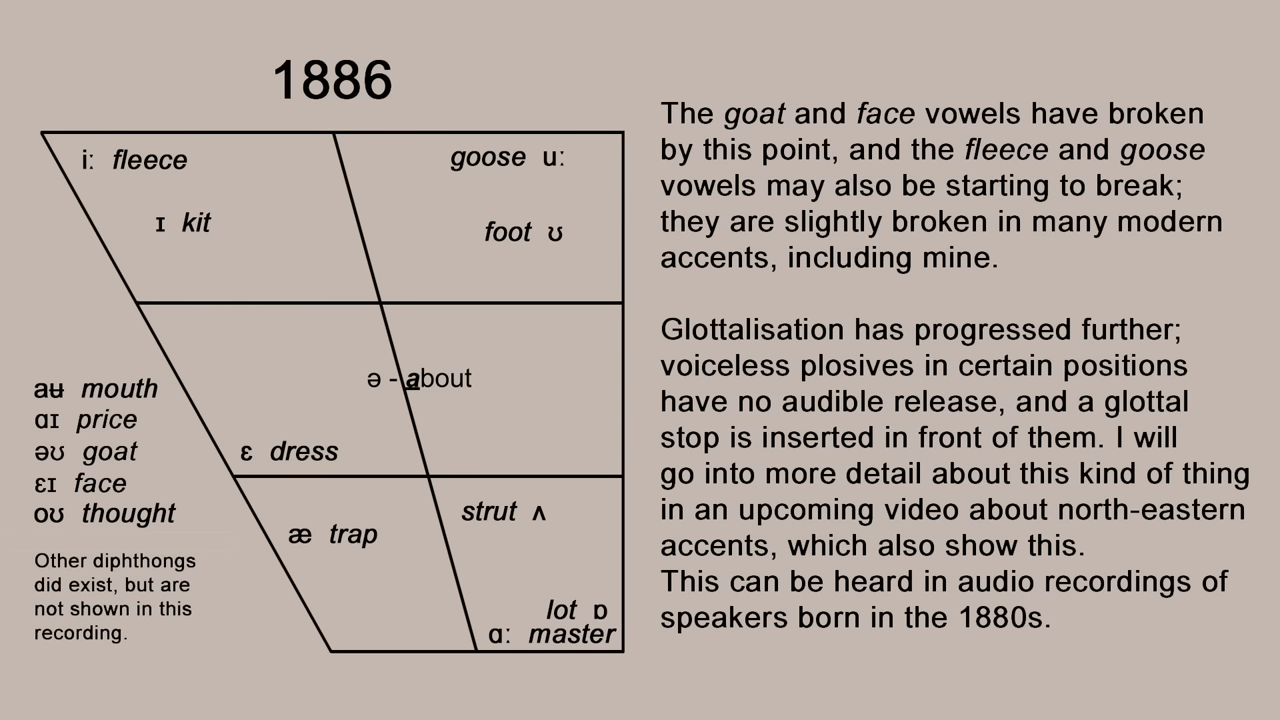 1886
iː fleece
goose uː
ɪ kit
foot ʊ
ə - about
aʉ mouth
ɑɪ price
əʊ goat
ɛɪ face
oʊ thought
ɛ dress
æ trap
strut ʌ
lot ɒ
ɑː master
Other diphthongs
did exist, but are
not shown in this
recording.
The goat and face vowels have broken
by this point, and the fleece and goose
vowels may also be starting to break;
they are slightly broken in many modern
accents, including mine.
Glottalisation has progressed further;
voiceless plosives in certain positions
have no audible release, and a glottal
stop is inserted in front of them. I will
go into more detail about this kind of thing
in an upcoming video about north-eastern
accents, which also show this.
This can be heard in audio recordings of
speakers born in the 1880s.